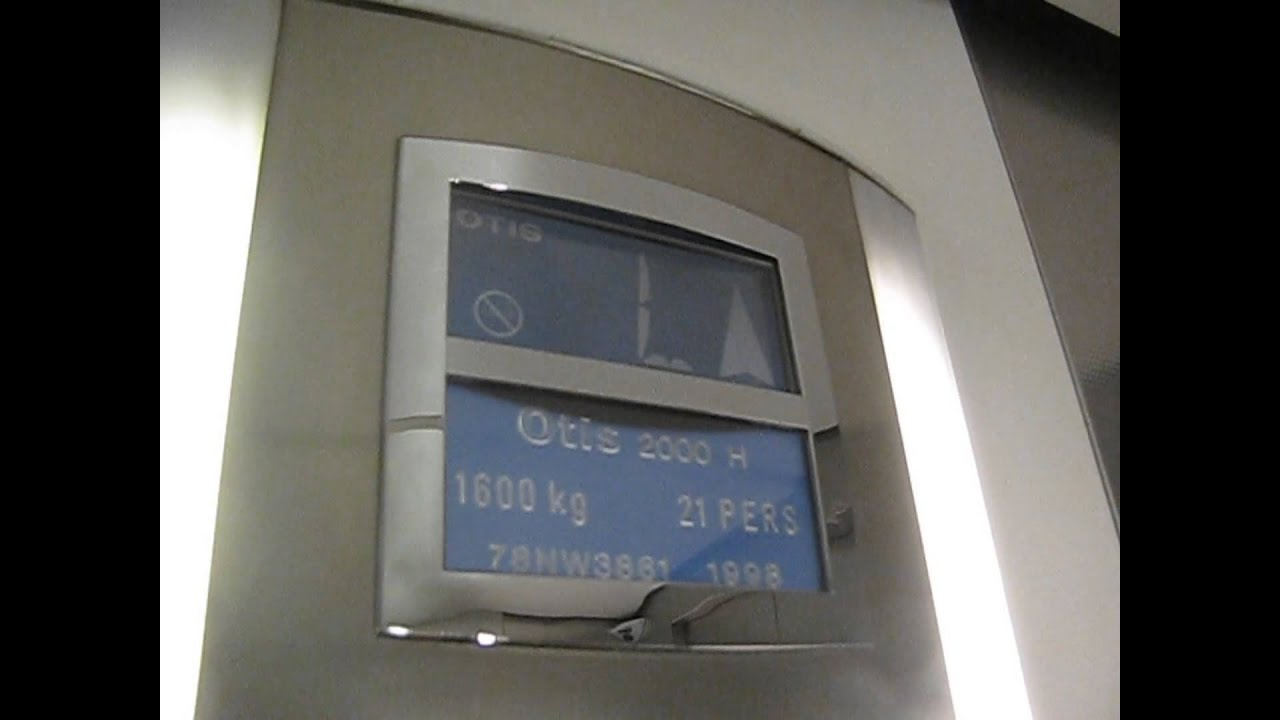 OTIS
L
Otis 2000 H
1600 kg 21 PERS
78NW3861 1998